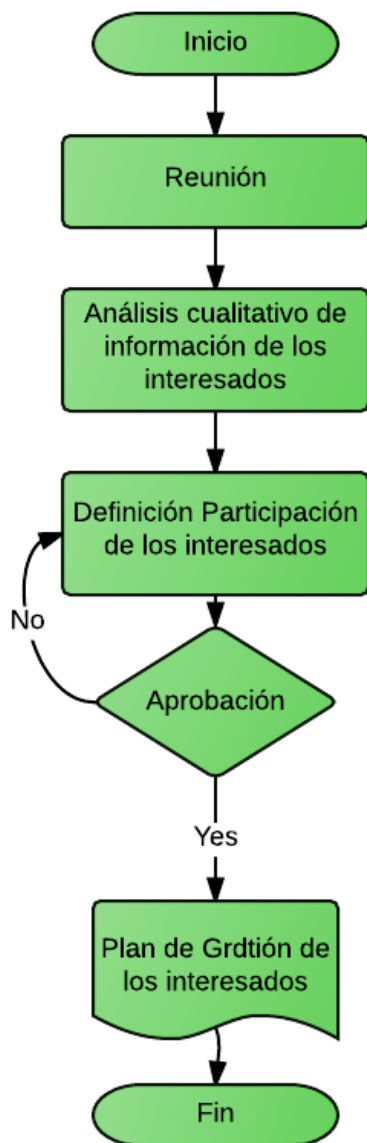 Inicio
Reunión
Análisis cualitativo de
información de los
interesados
Definición Participación
de los interesados
No
Aprobación
Yes
Plan de Grdtión de
los interesados
Fin